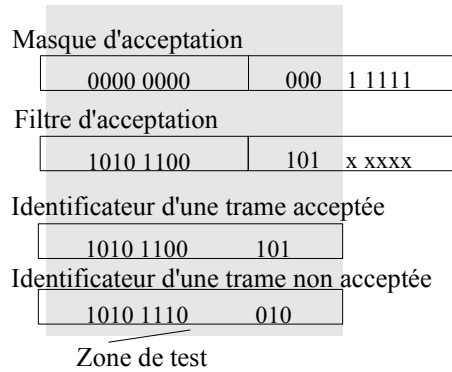 Masque d'acceptation
0000 0000 000 1 1111
Filtre d'acceptation
1010 1100 101 x xxxx
Identificateur d'une trame acceptée
1010 1100 101
Identificateur d'une trame non acceptée
1010 1110 010
Zone de test